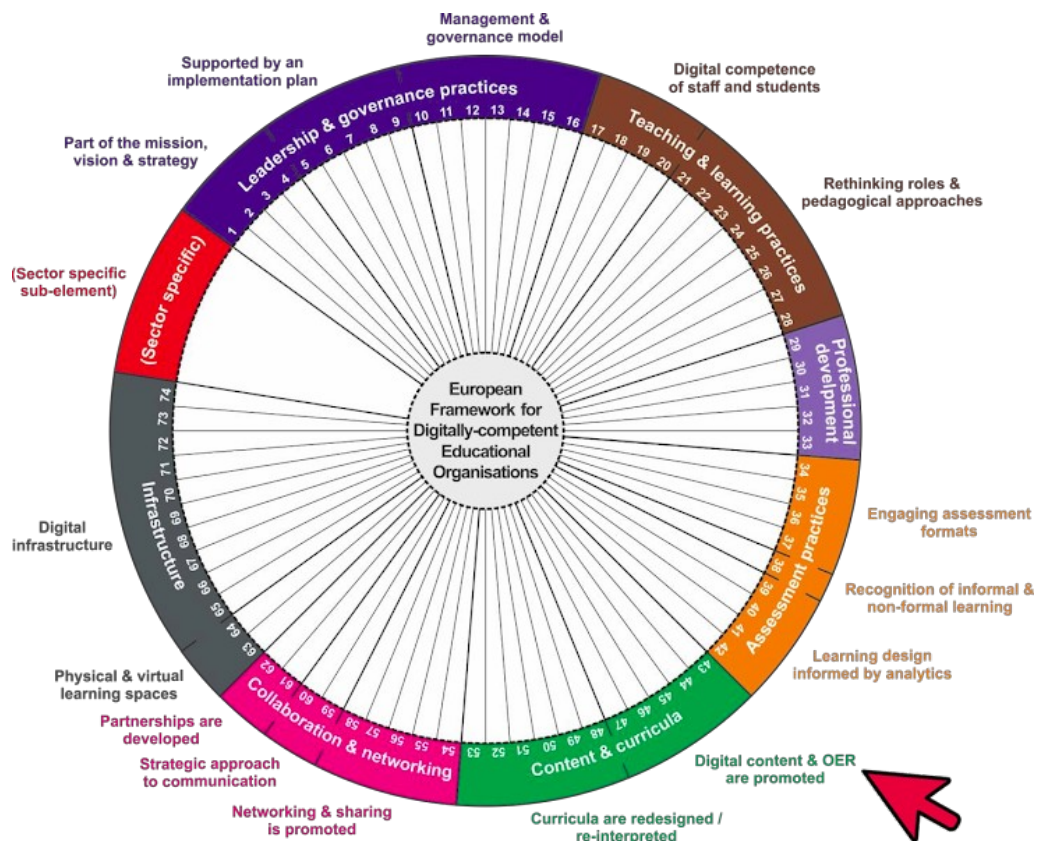 Management &
governance model
Supported by an
implementation plan
Part of the mission,
vision & strategy
(Sector specific
sub-element)
Digital
infrastructure
Physical & virtual
learning spaces
Partnerships are
developed
Strategic approach
to communication
Networking & sharing
is promoted
Curricula are redesigned /
re-interpreted
Digital content & OER
are promoted
Learning design
informed by analytics
Recognition of informal &
non-formal learning
Engaging assessment
formats
Rethinking roles &
pedagogical approaches
Digital competence
of staff and students
Leadership & governance practices
Teaching & learning practices
Professional
develpment
Assessment practices
Content & curricula
Collaboration & networking
Infrastructure
(Sector specific)
1
2
3
4
5
6
7
8
9
10
11
12
13
14
15
16
17
18
19
20
21
22
23
24
25
26
27
28
29
30
31
32
33
34
35
36
37
38
39
40
41
42
43
44
45
46
47
48
49
50
51
52
53
54
55
56
57
58
59
60
61
62
63
64
65
66
67
68
69
70
71
72
73
74
European
Framework for
Digitally-competent
Educational
Organisations